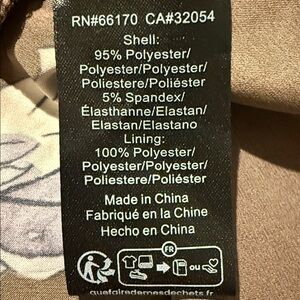 RN#66170 CA#32054
Shell:
95% Polyester/
Polyester/Polyester/
Poliestere/Poliéster
5% Spandex/
Élasthanne/Elastan/
Elastan/Elastano
Lining:
100% Polyester/
Polyester/Polyester/
Poliestere/Poliéster
Made in China
Fabriqué en la Chine
Hecho en China
FR
ou
quefairedemesdechets.fr